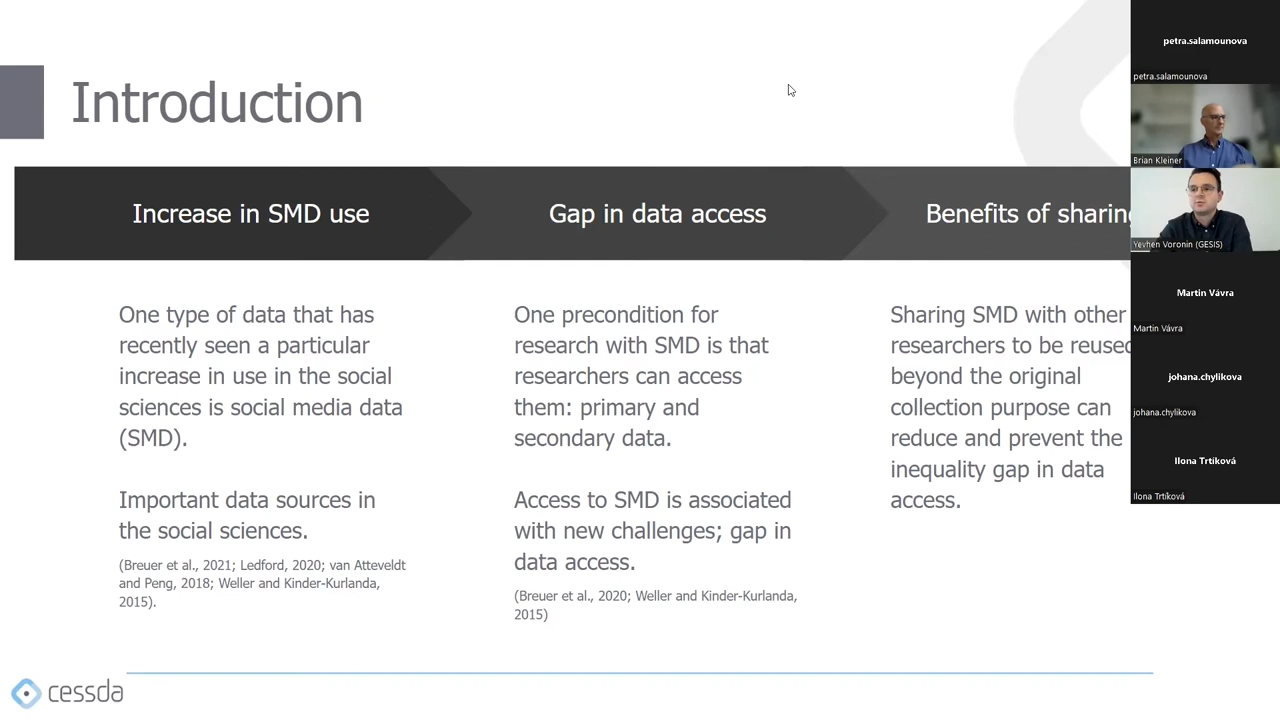 Introduction
Increase in SMD use
Gap in data access
Benefits of sharing
One type of data that has
recently seen a particular
increase in use in the social
sciences is social media data
(SMD).
Important data sources in
the social sciences.
(Breuer et al., 2021; Ledford, 2020; van Atteveldt
and Peng, 2018; Weller and Kinder-Kurlanda,
2015).
One precondition for
research with SMD is that
researchers can access
them: primary and
secondary data.
Access to SMD is associated
with new challenges; gap in
data access.
(Breuer et al., 2020; Weller and Kinder-Kurlanda,
2015)
Sharing SMD with other
researchers to be reused
beyond the original
collection purpose can
reduce and prevent the
inequality gap in data
access.
cessda
petra.salamounova
petra.salamounova
Brian Kleiner
Yevhen Voronin (GESIS)
Martin Vávra
Martin Vávra
johana.chylikova
johana.chylikova
Ilona Trtíková
Ilona Trtíková